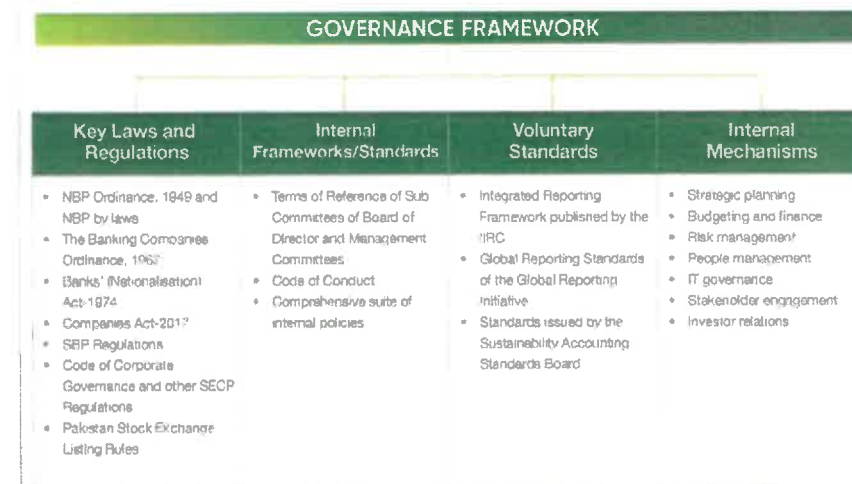 GOVERNANCE FRAMEWORK
Key Laws and
Regulations
• NBP Ordinance, 1949 and
NBP by laws
• The Banking Companies
Ordinance, 1962
• Banks' (Nationalisation)
Act-1974
• Companies Act-2017
• SBP Regulations
• Code of Corporate
Governance and other SECP
Regulations
• Pakistan Stock Exchange
Listing Rules
Internal
Frameworks/Standards
• Terms of Reference of Sub
Committees of Board of
Director and Management
Committees
• Code of Conduct
• Comprehensive suite of
internal policies
Voluntary
Standards
• Integrated Reporting
Framework published by the
IIRC
• Global Reporting Standards
of the Global Reporting
Initiative
• Standards issued by the
Sustainability Accounting
Standards Board
Internal
Mechanisms
• Strategic planning
• Budgeting and finance
• Risk management
• People management
• IT governance
• Stakeholder engagement
• Investor relations